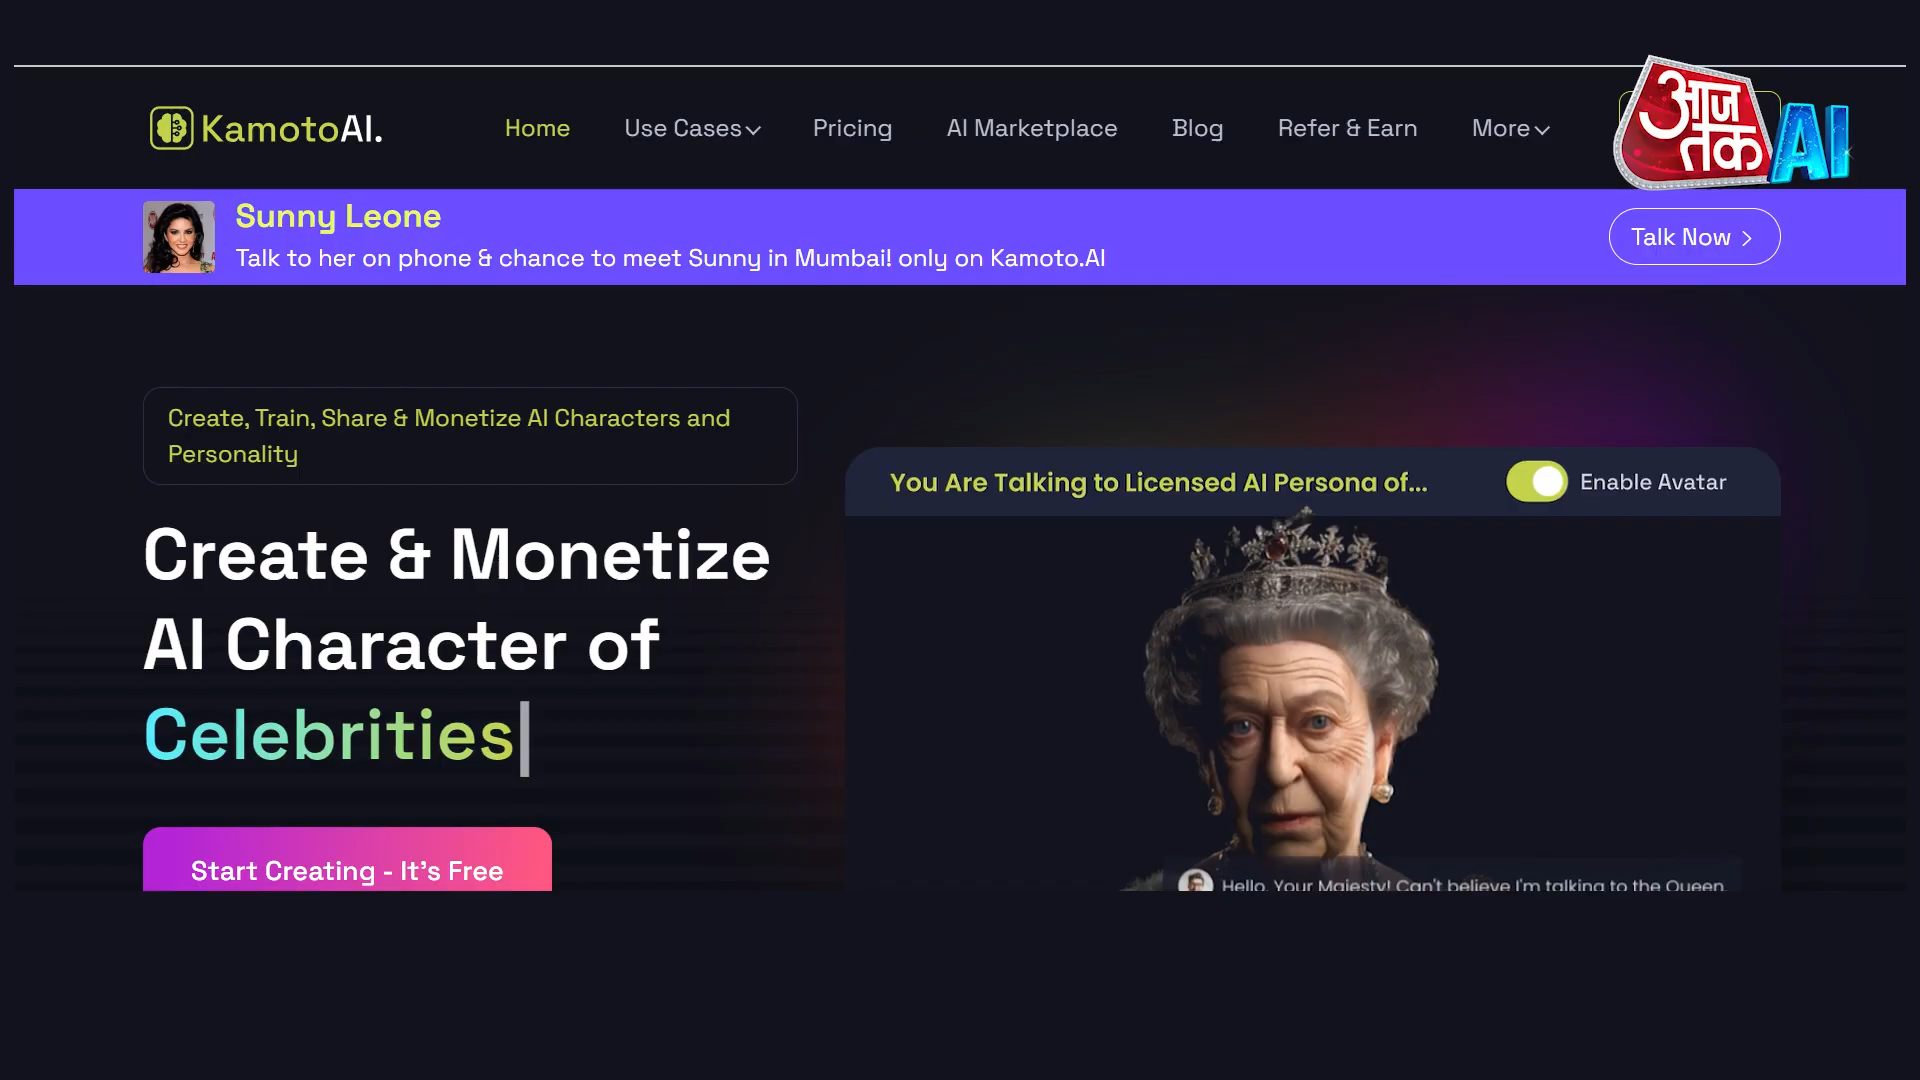 KamotoAI.
Home
Use Cases
Pricing
AI Marketplace
Blog
Refer & Earn
More
आज
तक
AI
Sunny Leone
Talk to her on phone & chance to meet Sunny in Mumbai! only on Kamoto.AI
Talk Now
Create, Train, Share & Monetize AI Characters and
Personality
Create & Monetize
AI Character of
Celebrities
Start Creating - It's Free
You Are Talking to Licensed AI Persona of...
Enable Avatar
Hello, Your Majesty! Can't believe I'm talking to the Queen.